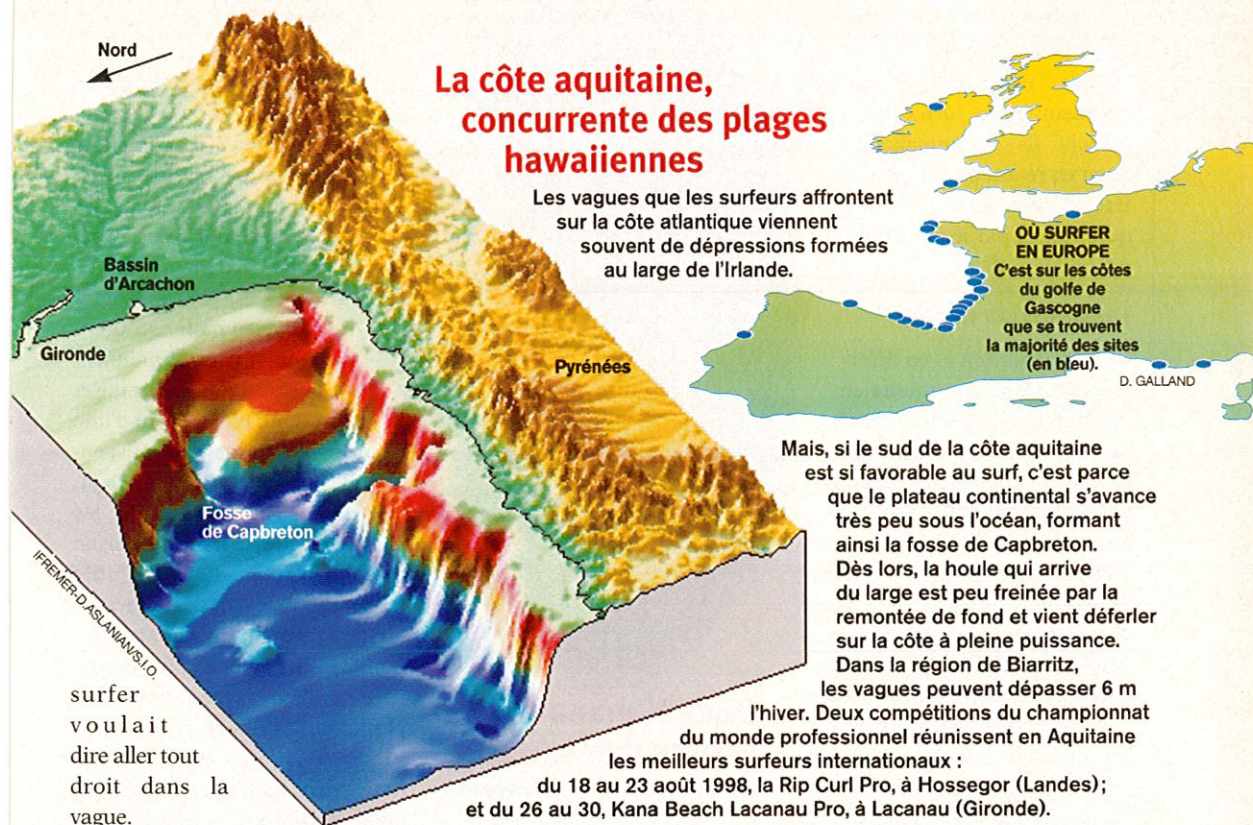 Nord
La côte aquitaine,
concurrente des plages
hawaiiennes
Les vagues que les surfeurs affrontent
sur la côte atlantique viennent
souvent de dépressions formées
au large de l'Irlande.
Bassin
d'Arcachon
Gironde
Pyrénées
Fosse
de Capbreton
IFREMER-D.ASLANIAN/S.I.O.
OÙ SURFER
EN EUROPE
C'est sur les côtes
du golfe de
Gascogne
que se trouvent
la majorité des sites
(en bleu).
D. GALLAND
Mais, si le sud de la côte aquitaine
est si favorable au surf, c'est parce
que le plateau continental s'avance
très peu sous l'océan, formant
ainsi la fosse de Capbreton.
Dès lors, la houle qui arrive
du large est peu freinée par la
remontée de fond et vient déferler
sur la côte à pleine puissance.
Dans la région de Biarritz,
les vagues peuvent dépasser 6 m
l'hiver. Deux compétitions du championnat
du monde professionnel réunissent en Aquitaine
les meilleurs surfeurs internationaux :
du 18 au 23 août 1998, la Rip Curl Pro, à Hossegor (Landes) ;
et du 26 au 30, Kana Beach Lacanau Pro, à Lacanau (Gironde).
surfer
voulait
dire aller tout
droit dans la
vague.